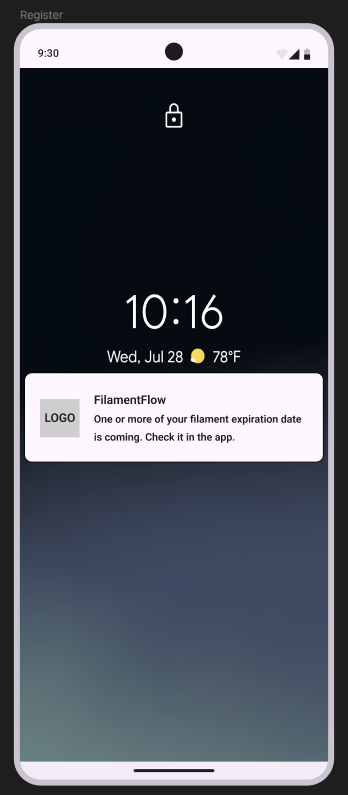 Register
9:30
10:16
Wed, Jul 28 78°F
LOGO
FilamentFlow
One or more of your filament expiration date
is coming. Check it in the app.